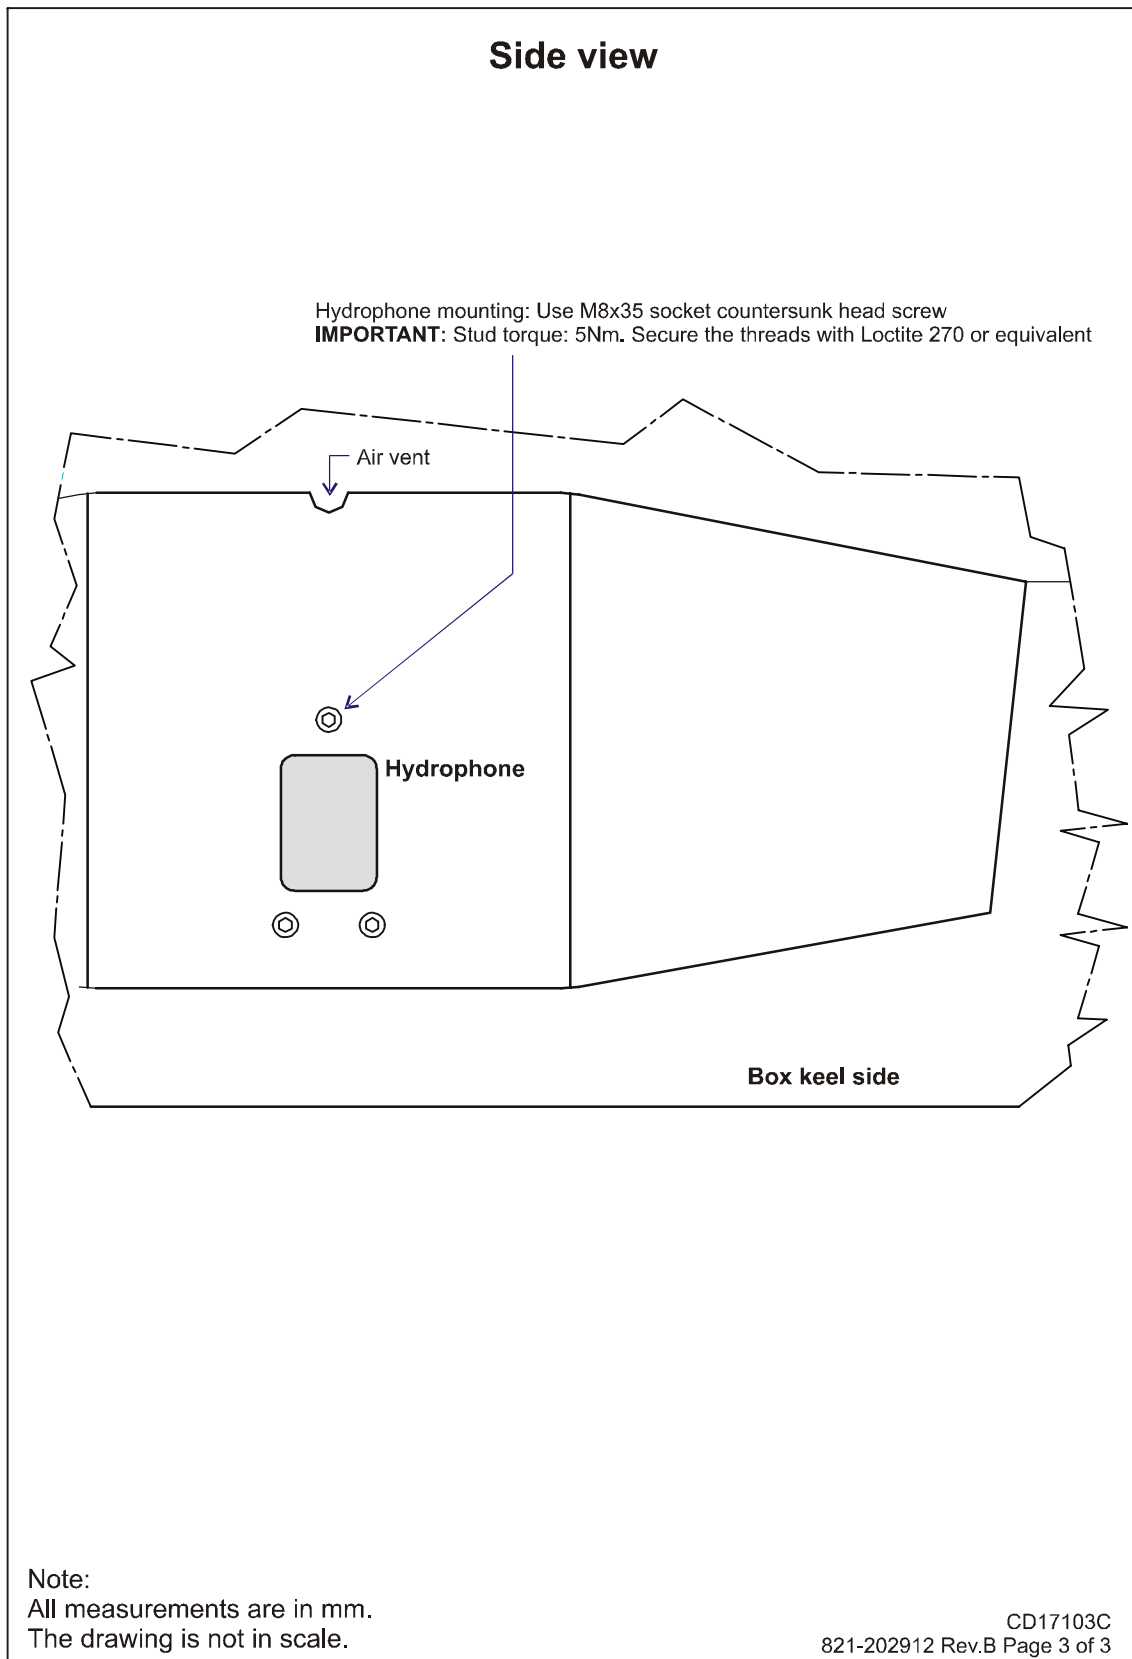 Side view
Hydrophone mounting: Use M8x35 socket countersunk head screw
IMPORTANT: Stud torque: 5Nm. Secure the threads with Loctite 270 or equivalent
Air vent
Hydrophone
Box keel side
Note:
All measurements are in mm.
The drawing is not in scale.
CD17103C
821-202912 Rev.B Page 3 of 3